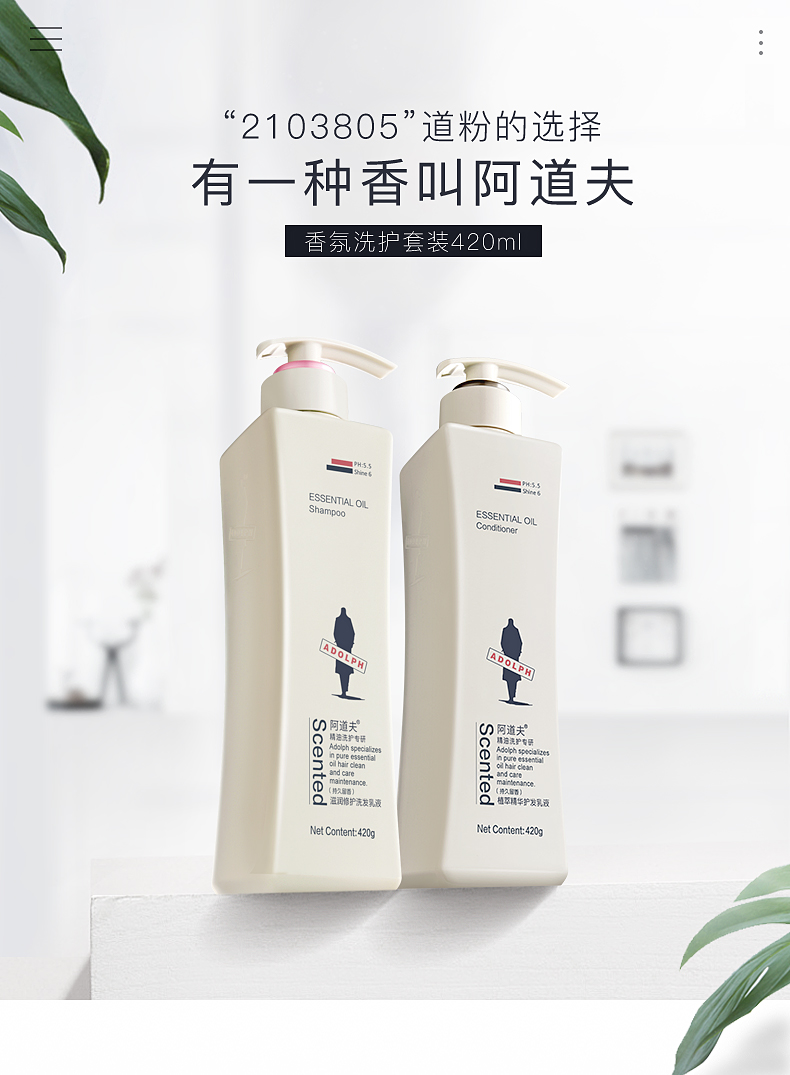 “2103805”道粉的选择
有一种香叫阿道夫
香氛洗护套装420ml
PH:5.5
Shine 6
ESSENTIAL OIL
Shampoo
ADOLPH
Scented
阿道夫®
精油洗护专研
Adolph specializes
in pure essential
oil hair clean
and care
maintenance.
（持久留香）
滋润修护洗发乳液
Net Content: 420g
PH:5.5
Shine 6
ESSENTIAL OIL
Conditioner
ADOLPH
Scented
阿道夫®
精油洗护专研
Adolph specializes
in pure essential
oil hair clean
and care
maintenance.
（持久留香）
植萃精华护发乳液
Net Content: 420g